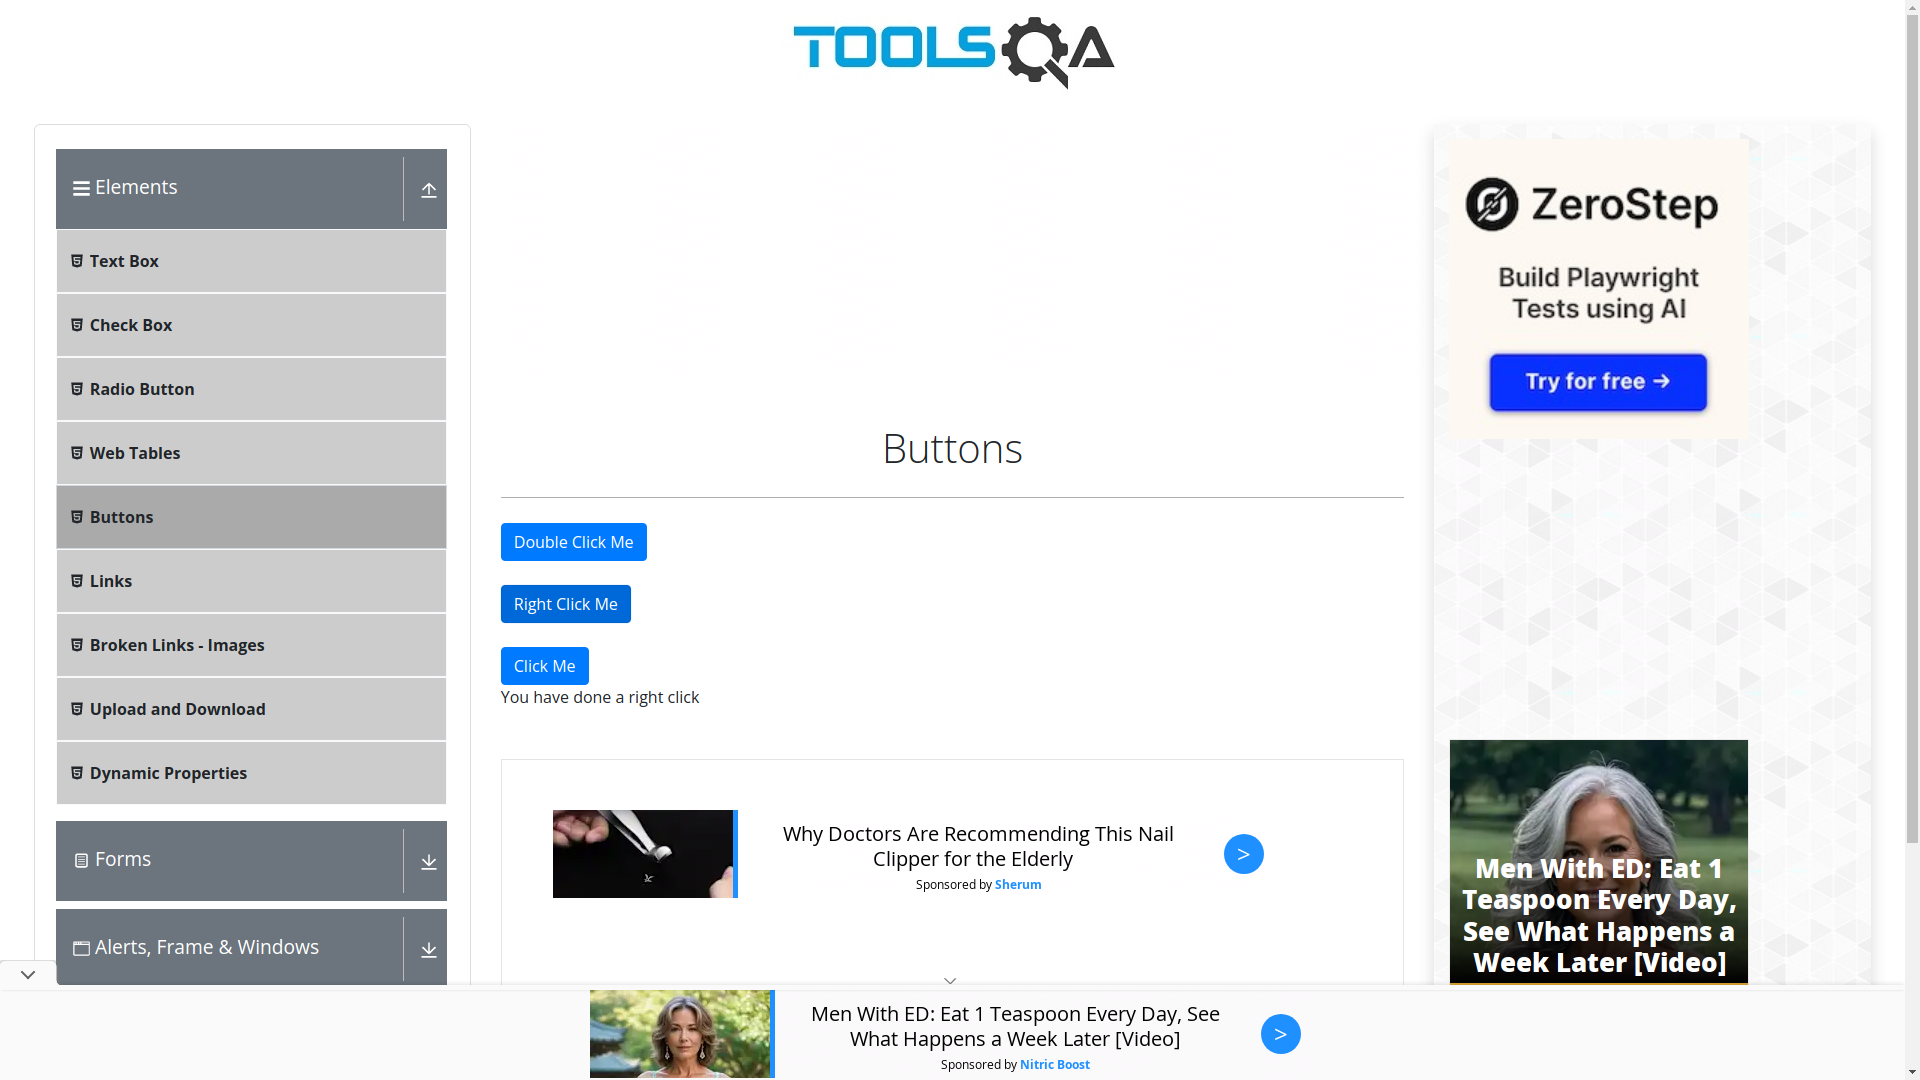 TOOLSQA
Elements
Text Box
Check Box
Radio Button
Web Tables
Buttons
Links
Broken Links - Images
Upload and Download
Dynamic Properties
Forms
Alerts, Frame & Windows
Buttons
Double Click Me
Right Click Me
Click Me
You have done a right click
Why Doctors Are Recommending This Nail
Clipper for the Elderly
Sponsored by Sherum
>
ZeroStep
Build Playwright
Tests using AI
Try for free →
Men With ED: Eat 1
Teaspoon Every Day,
See What Happens a
Week Later [Video]
Men With ED: Eat 1 Teaspoon Every Day, See
What Happens a Week Later [Video]
Sponsored by Nitric Boost
>